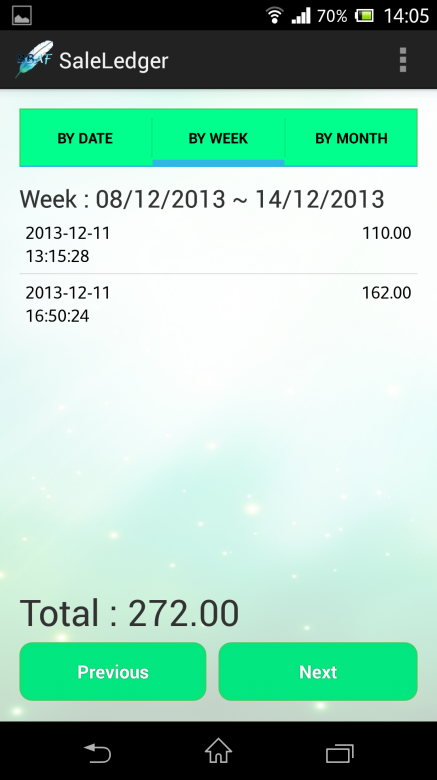 70% 14:05
SaleLedger
BY DATE BY WEEK BY MONTH
Week : 08/12/2013 ~ 14/12/2013
2013-12-11 110.00
13:15:28
2013-12-11 162.00
16:50:24
Total : 272.00
Previous Next